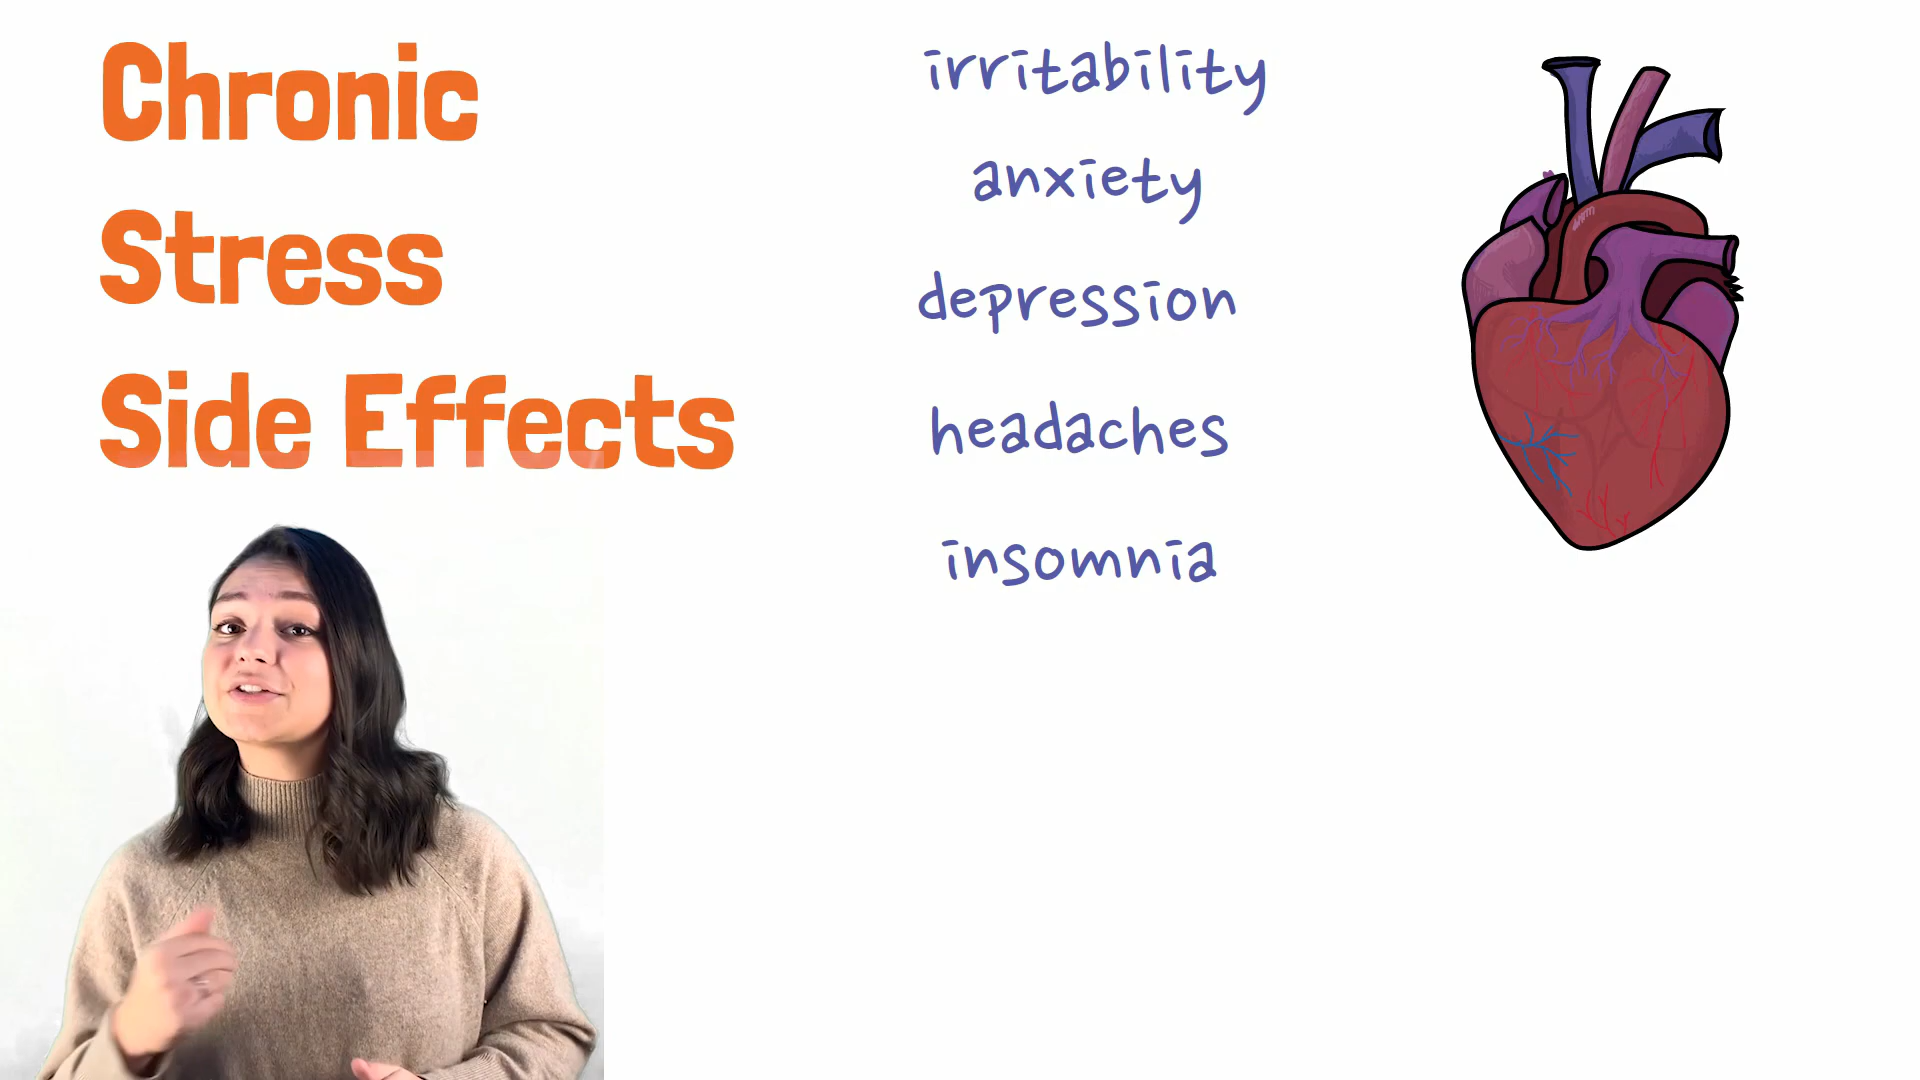 Chronic
Stress
Side Effects
irritability
anxiety
depression
headaches
insomnia